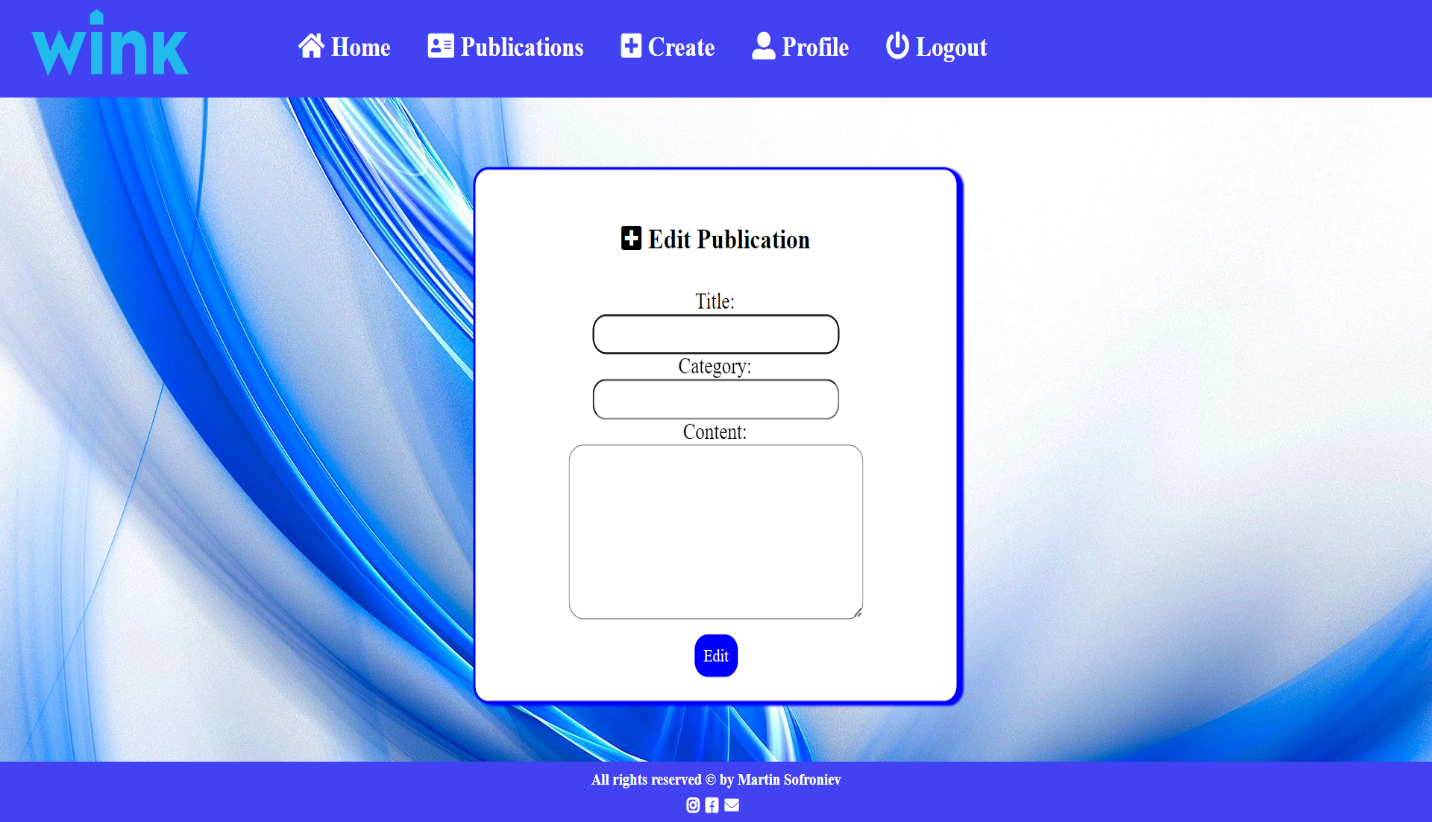 wink
Home Publications Create Profile Logout
Edit Publication
Title:
Category:
Content:
Edit
All rights reserved © by Martin Sofroniev